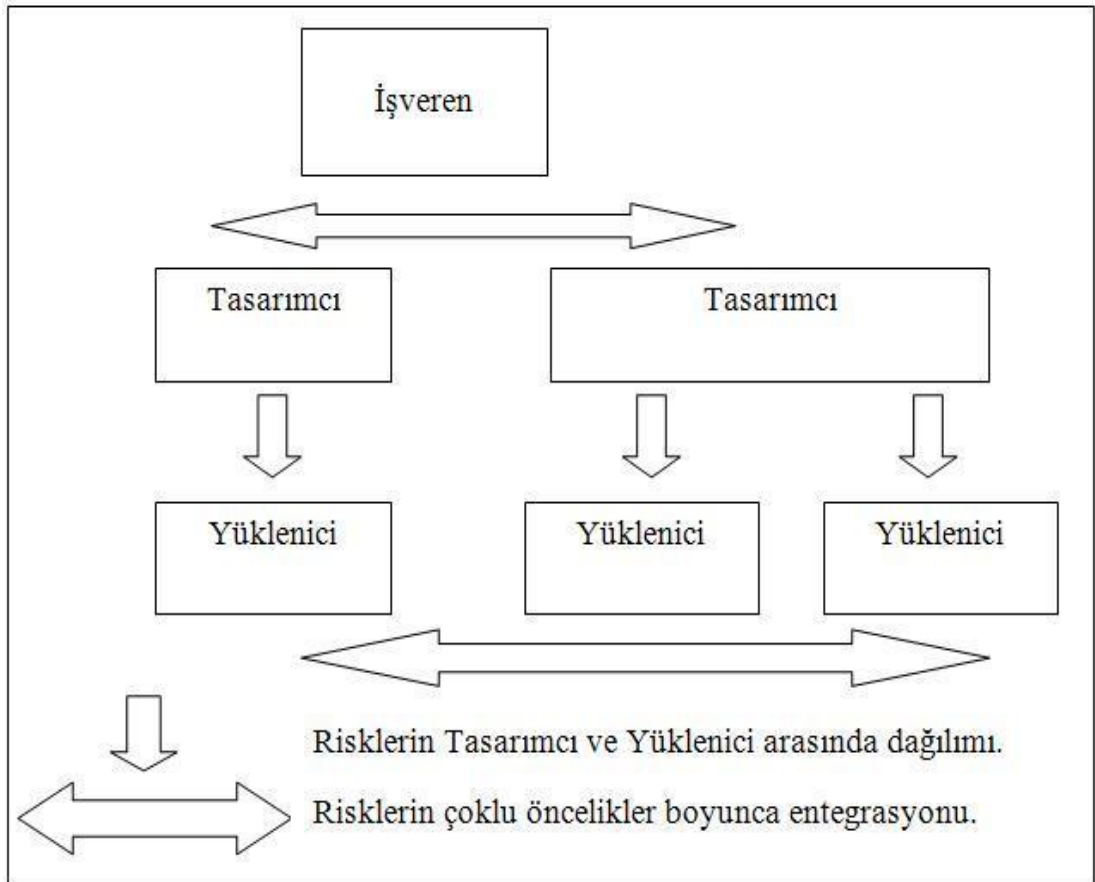 İşveren
Tasarımcı
Tasarımcı
Yüklenici
Yüklenici
Yüklenici
Risklerin Tasarımcı ve Yüklenici arasında dağılımı.
Risklerin çoklu öncelikler boyunca entegrasyonu.